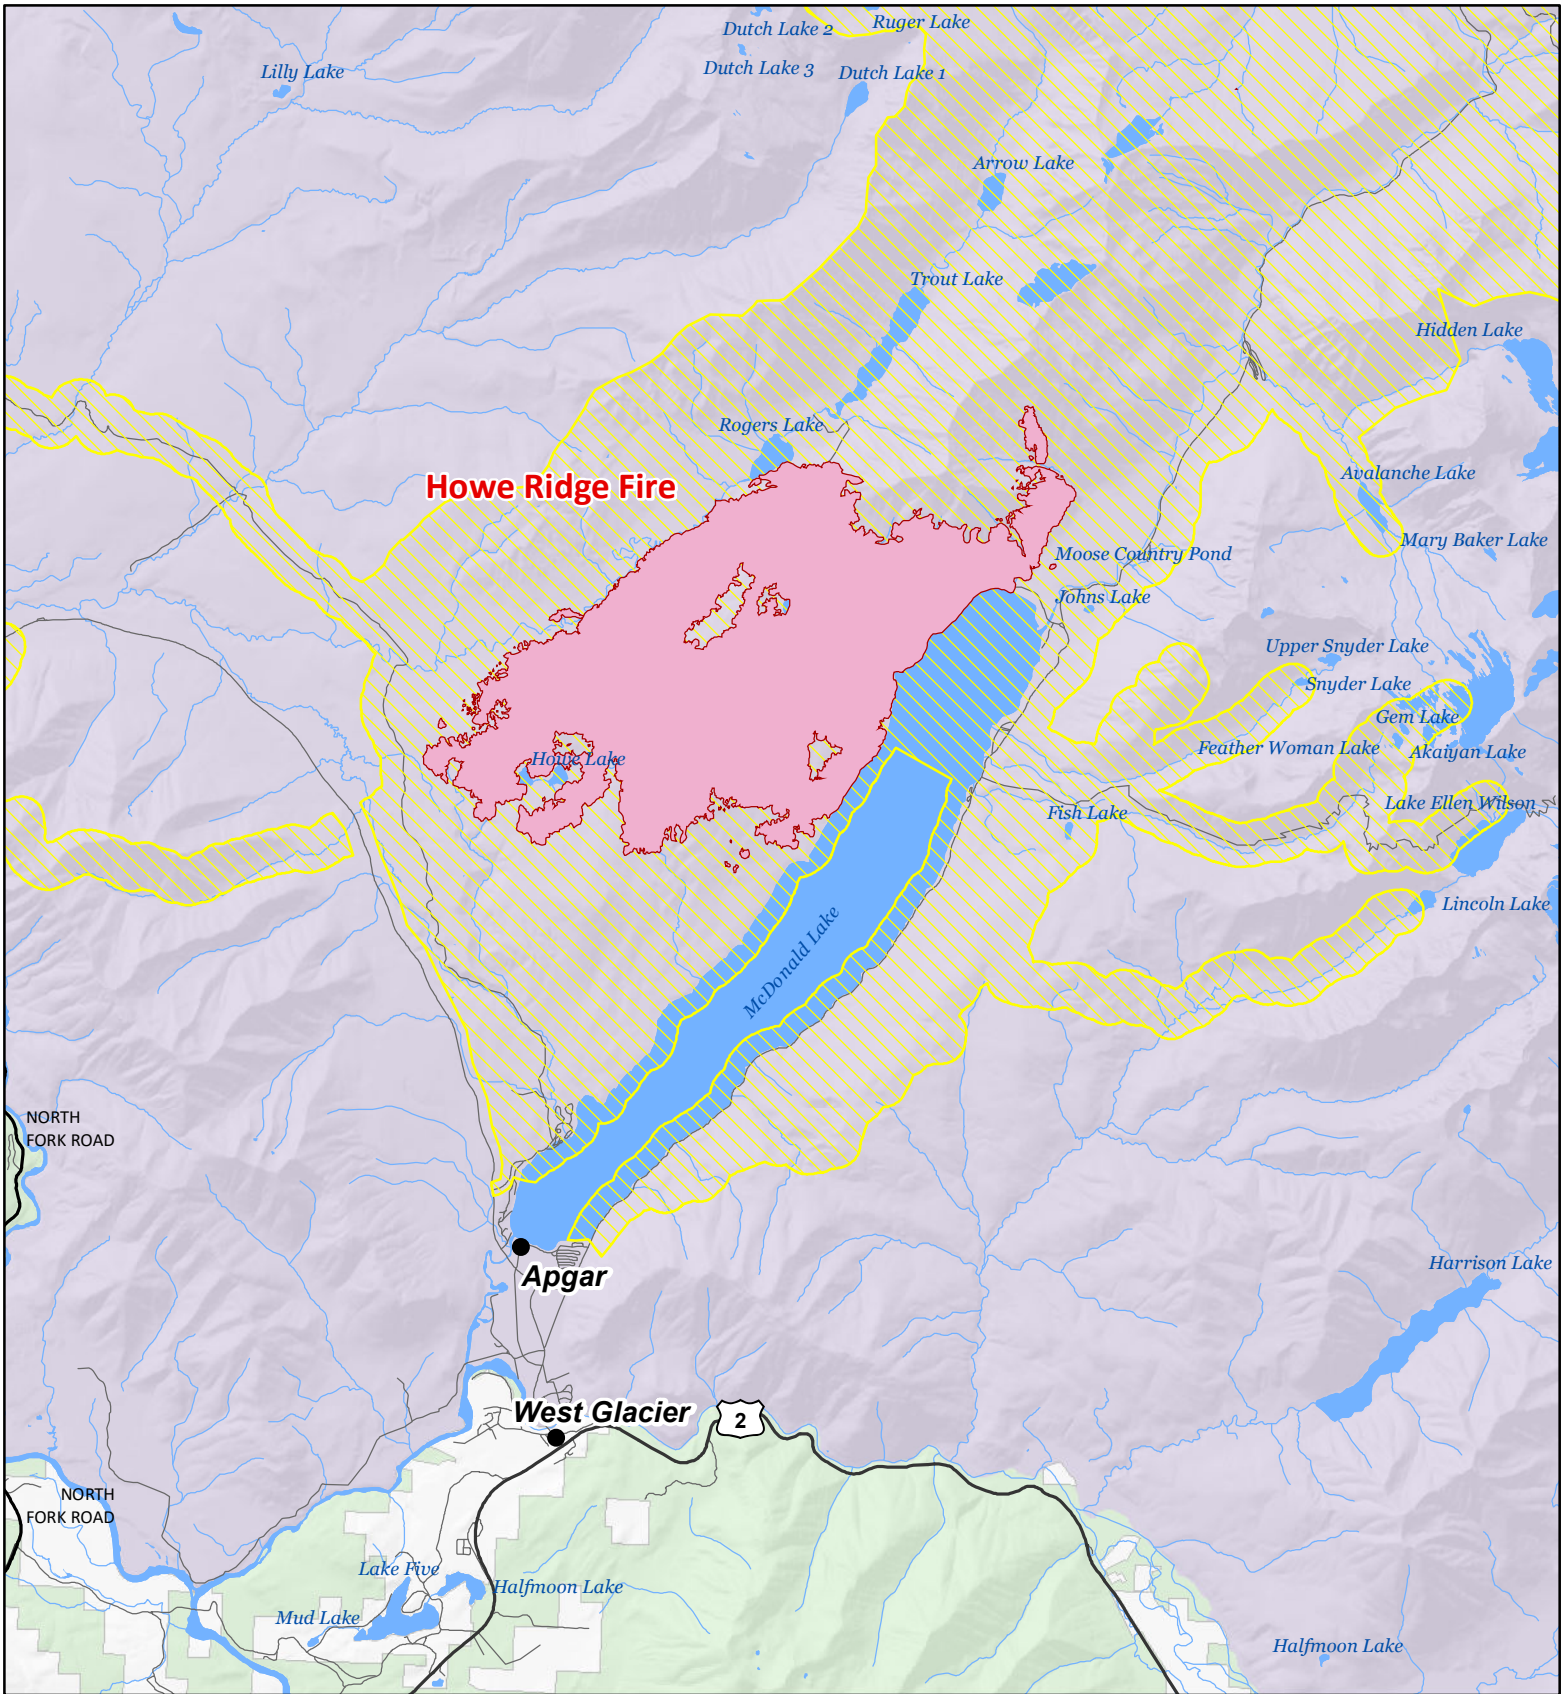 Dutch Lake 2
Ruger Lake
Lilly Lake
Dutch Lake 3
Dutch Lake 1
Arrow Lake
Trout Lake
Hidden Lake
Rogers Lake
Howe Ridge Fire
Avalanche Lake
Mary Baker Lake
Moose Country Pond
Johns Lake
Upper Snyder Lake
Snyder Lake
Gem Lake
Feather Woman Lake
Akaiyan Lake
Howe Lake
Lake Ellen Wilson
Fish Lake
Lincoln Lake
McDonald Lake
NORTH
FORK ROAD
Harrison Lake
Apgar
West Glacier
2
NORTH
FORK ROAD
Lake Five
Halfmoon Lake
Mud Lake
Halfmoon Lake